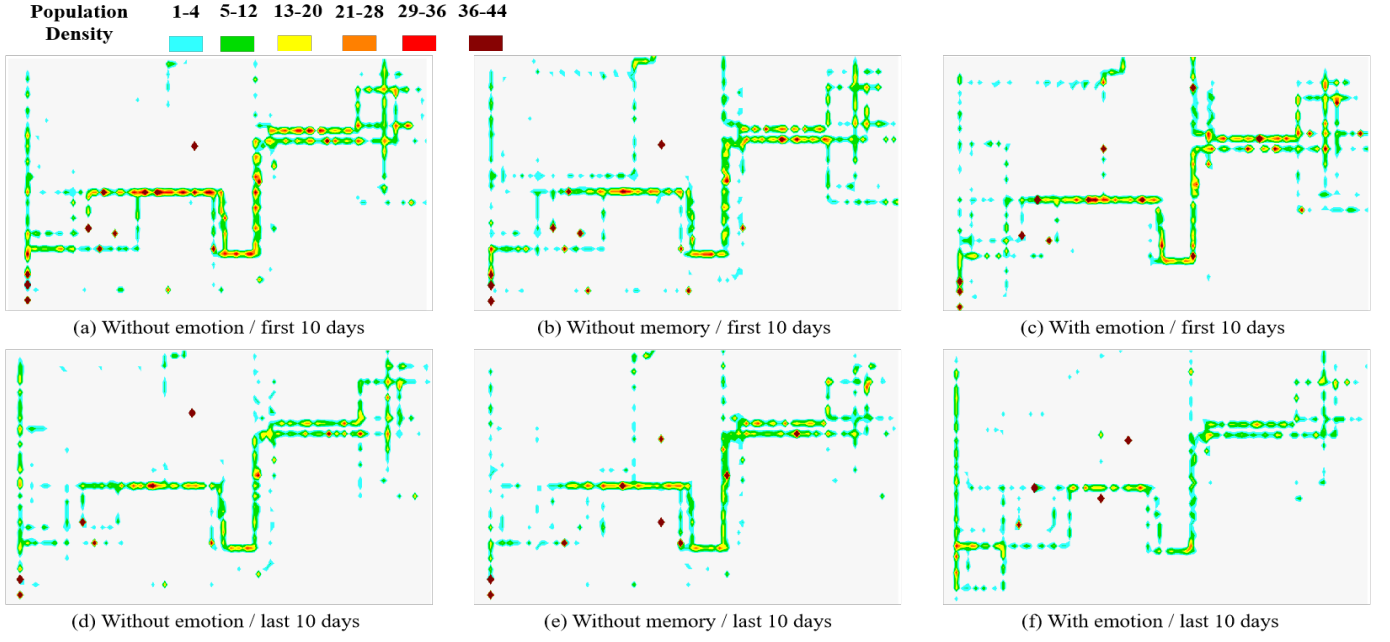 Population Density
1-4 5-12 13-20 21-28 29-36 36-44
(a) Without emotion / first 10 days
(b) Without memory / first 10 days
(c) With emotion / first 10 days
(d) Without emotion / last 10 days
(e) Without memory / last 10 days
(f) With emotion / last 10 days